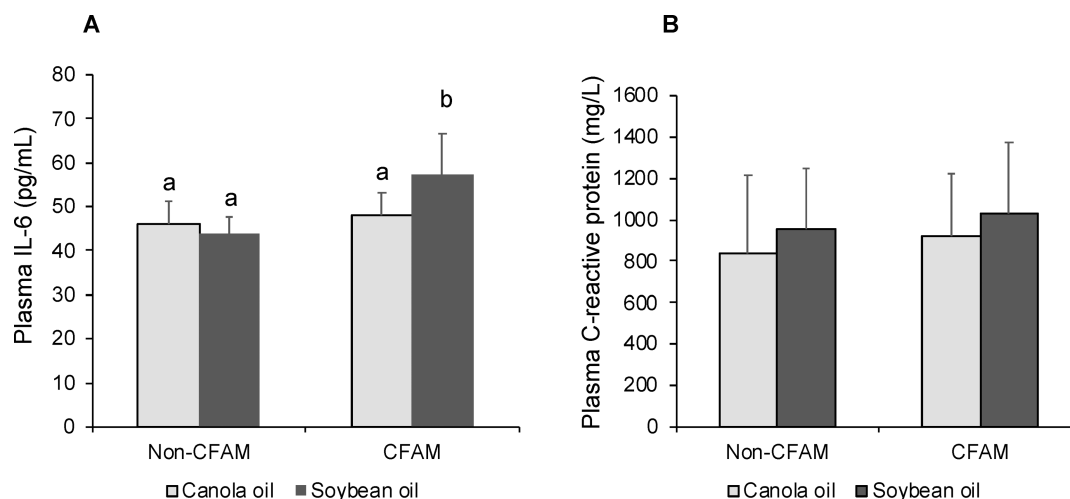 A
Plasma IL-6 (pg/mL)
80
70
60
50
40
30
20
10
0
a
a
a
b
Non-CFAM
CFAM
Canola oil
Soybean oil
B
Plasma C-reactive protein (mg/L)
1600
1400
1200
1000
800
600
400
200
0
Non-CFAM
CFAM
Canola oil
Soybean oil